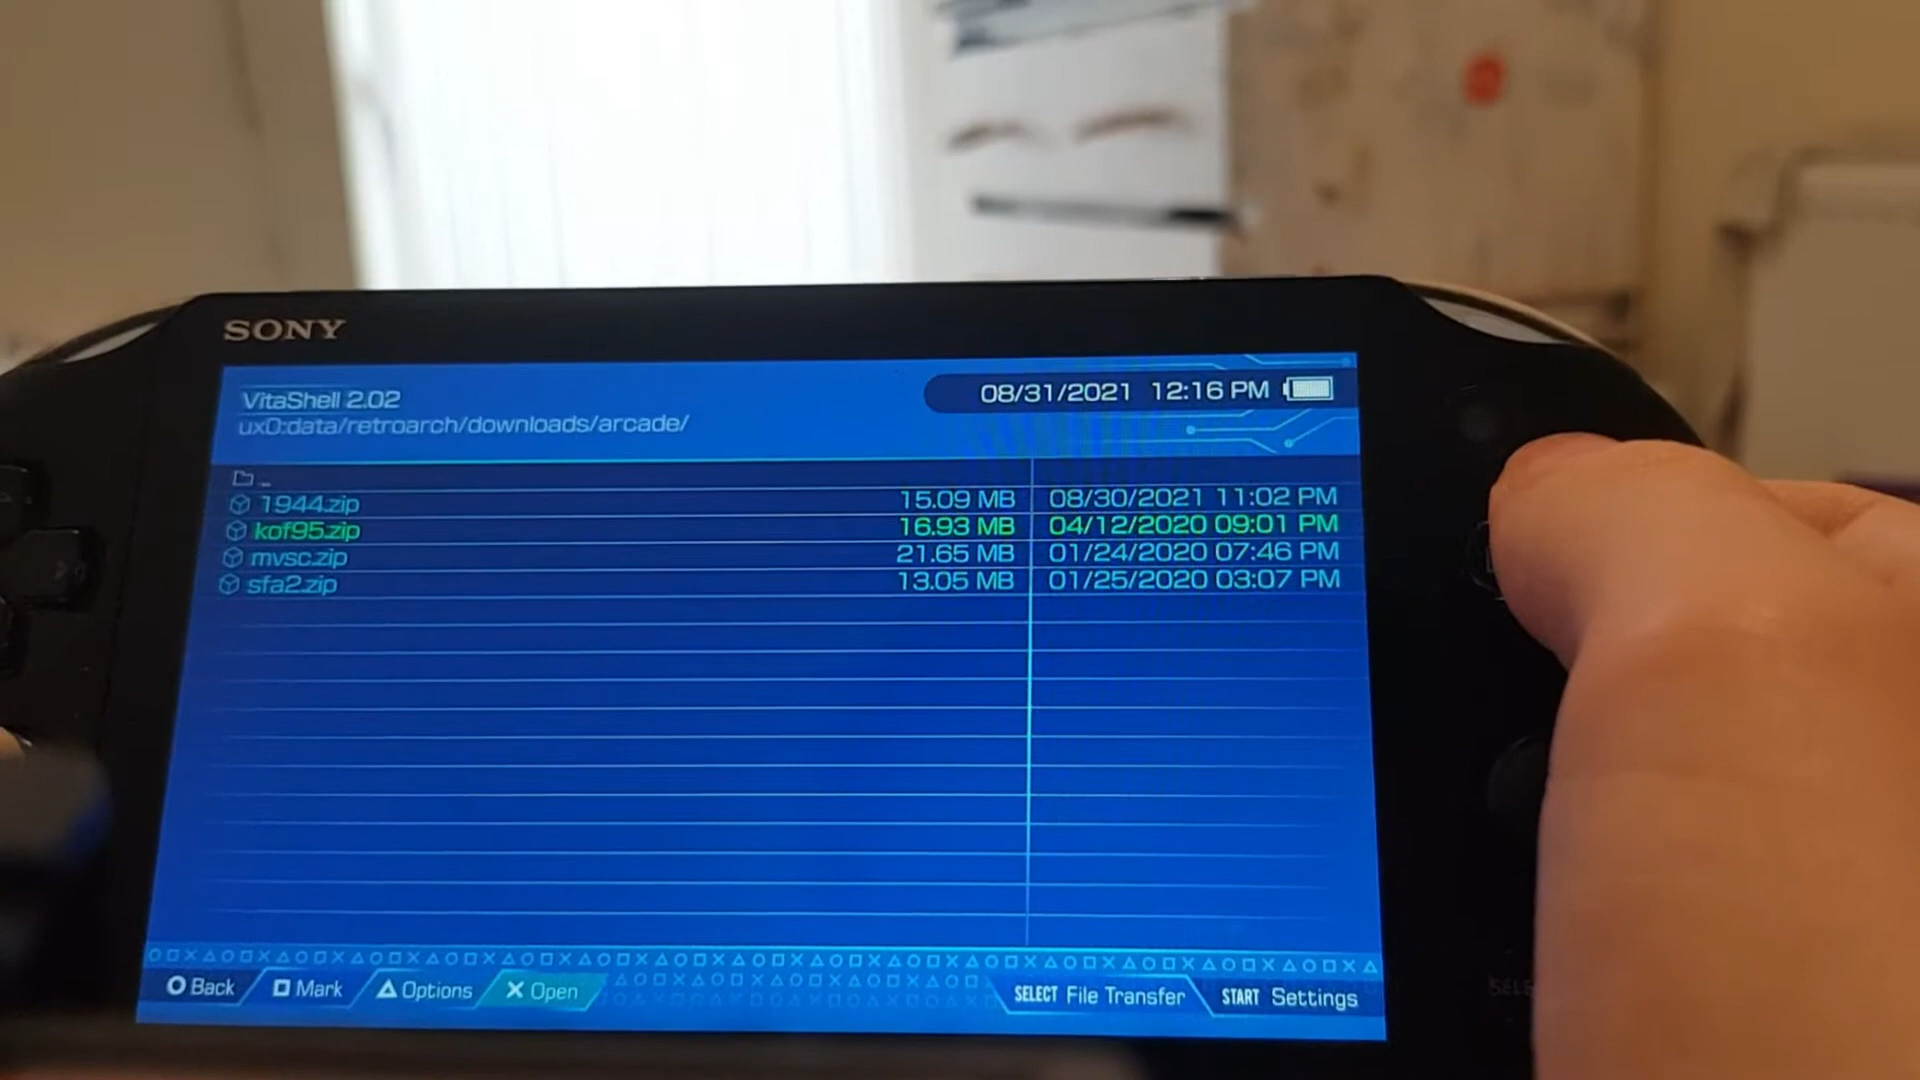 SONY
VitaShell 2.02
08/31/2021 12:16 PM
ux0:data/retroarch/downloads/arcade/
..
1944.zip 15.09 MB 08/30/2021 11:02 PM
kof95.zip 16.93 MB 04/12/2020 09:01 PM
mvsc.zip 21.65 MB 01/24/2020 07:46 PM
sfa2.zip 13.05 MB 01/25/2020 03:07 PM
Back Mark Options Open SELECT File Transfer START Settings